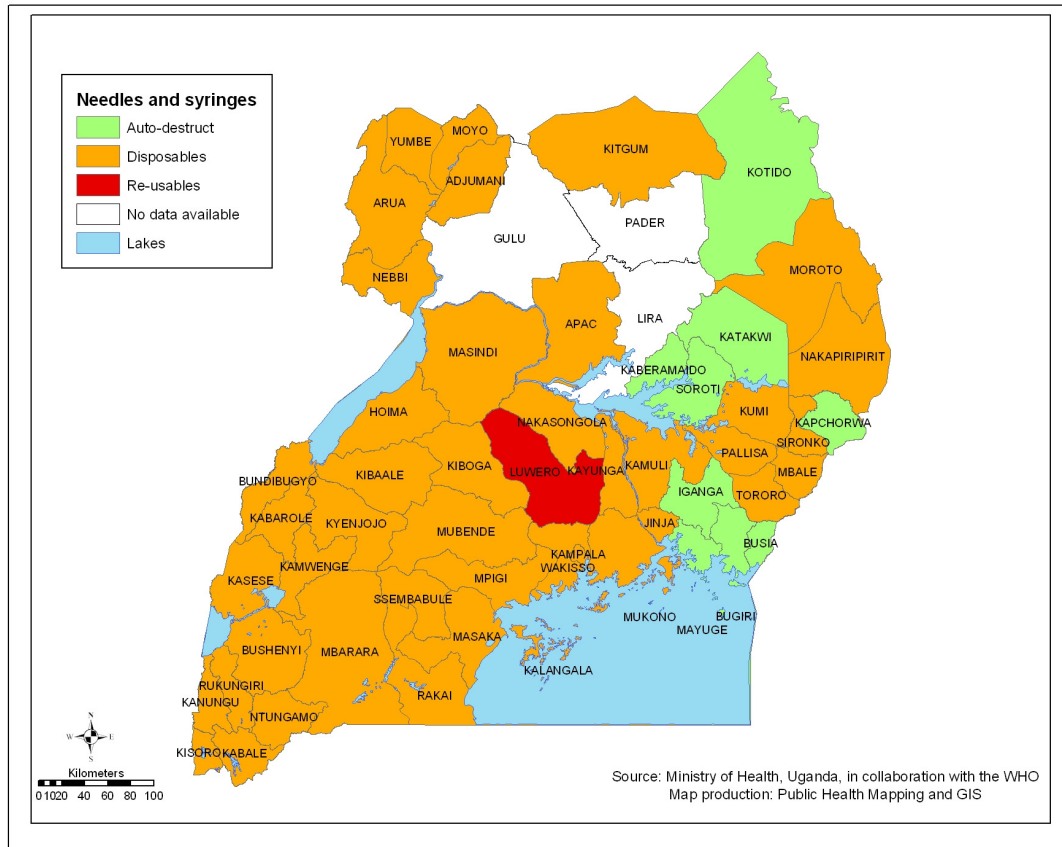 Needles and syringes
Auto-destruct
Disposables
Re-usables
No data available
Lakes
MOYO
YUMBE
KITGUM
ADJUMANI
KOTIDO
ARUA
PADER
GULU
MOROTO
NEBBI
LIRA
APAC
KATAKWI
MASINDI
NAKAPIRIPIRIT
KABERAMAIDO
SOROTI
HOIMA
KUMI
NAKASONGOLA
KAPCHORWA
SIRONKO
PALLISA
KIBOGA
LUWERO
KAYUNGA
KAMULI
MBALE
KIBAALE
BUNDIBUGYO
IGANGA
TORORO
KABAROLE
KYENJOJO
JINJA
MUBENDE
BUSIA
KAMPALA
KAMWENGE
WAKISSO
KASESE
MPIGI
SSEMBABULE
MUKONO
BUGIRI
MAYUGE
MASAKA
BUSHENYI
MBARARA
KALANGALA
RUKUNGIRI
RAKAI
KANUNGU
NTUNGAMO
N
W E
S
KISORO
KABALE
Kilometers
0 10 20 40 60 80 100
Source: Ministry of Health, Uganda, in collaboration with the WHO
Map production: Public Health Mapping and GIS